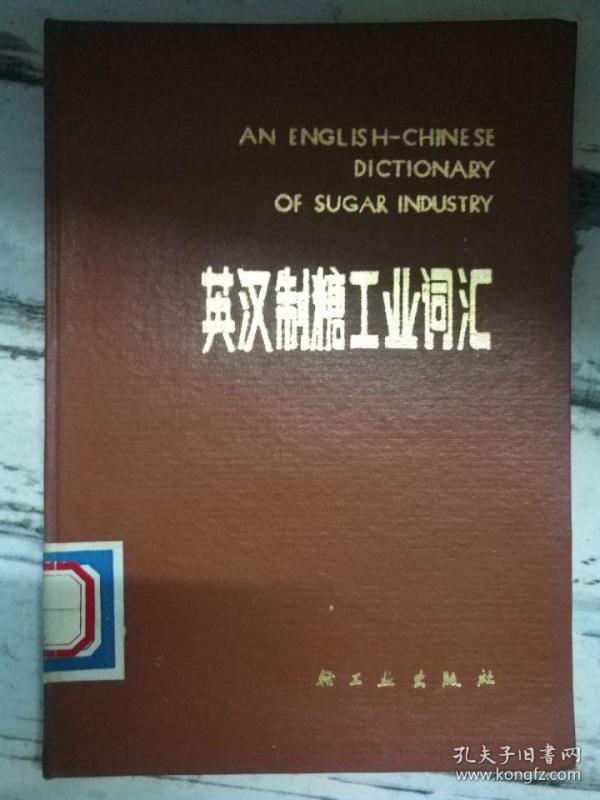 AN ENGLISH-CHINESE
DICTIONARY
OF SUGAR INDUSTRY
英汉制糖工业词汇
轻工业出版社
孔夫子旧书网
www.kongfz.com